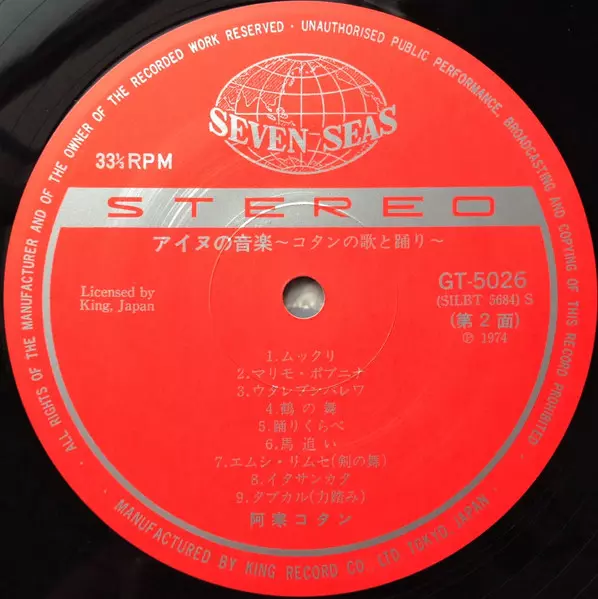 ALL RIGHTS OF THE MANUFACTURER AND OF THE OWNER OF THE RECORDED WORK RESERVED · UNAUTHORISED PUBLIC PERFORMANCE, BROADCASTING AND COPYING OF THIS RECORD PROHIBITED ·
SEVEN SEAS
33⅓RPM
STEREO
アイヌの音楽～コタンの歌と踊り～
Licensed by
King, Japan
GT-5026
(SILBT 5684) S
(第2面)
Ⓟ 1974
1.ムックリ
2.マリモ・ポプニオ
3.ウタレプンパレワ
4.鶴の舞
5.踊りくらべ
6.馬追い
7.エムシ・リムセ(剣の舞)
8.イタサンカタ
9.タプカル(力踏み)
阿寒コタン
MANUFACTURED BY KING RECORD CO., LTD TOKYO, JAPAN